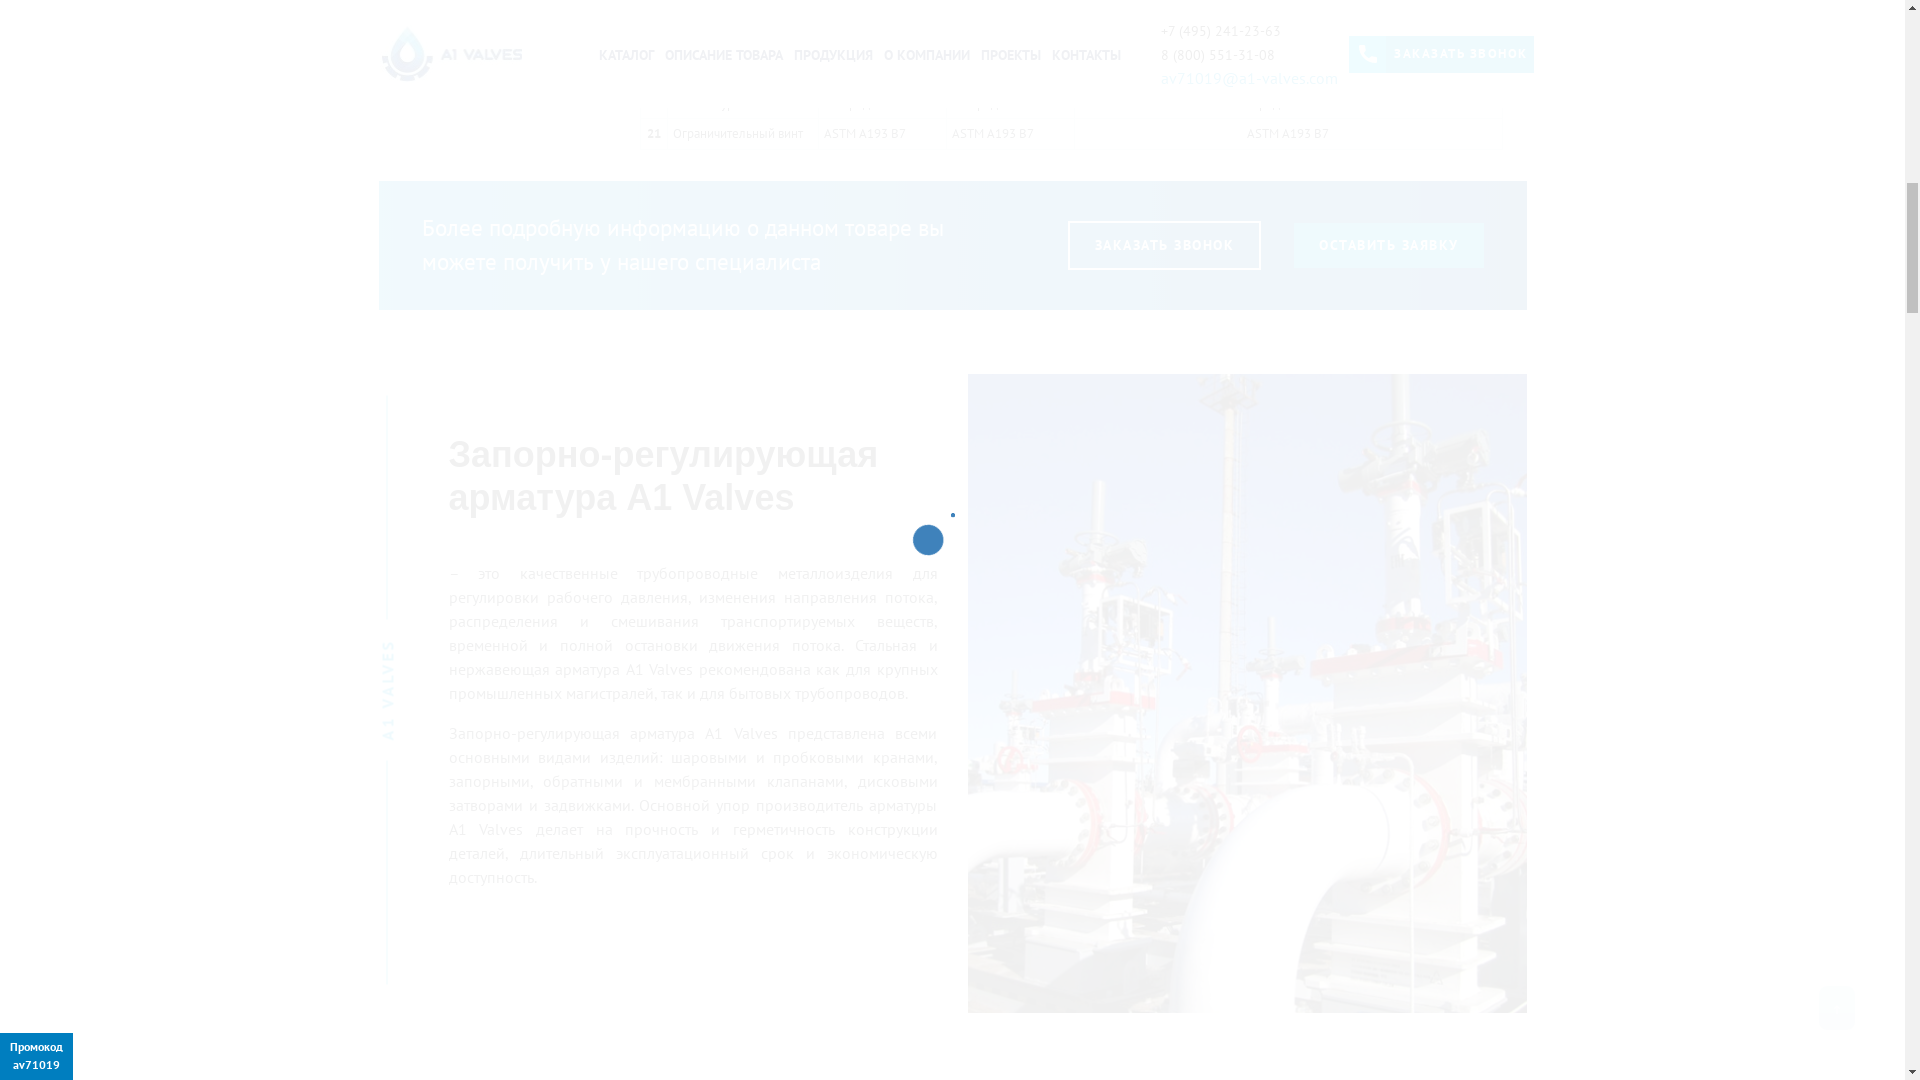 A1 VALVES
КАТАЛОГ ОПИСАНИЕ ТОВАРА ПРОДУКЦИЯ О КОМПАНИИ ПРОЕКТЫ КОНТАКТЫ
+7 (495) 241-23-63
8 (800) 551-31-08
av71019@a1-valves.com
ЗАКАЗАТЬ ЗВОНОК
21 Ограничительный винт ASTM A193 B7 ASTM A193 B7 ASTM A193 B7
Более подробную информацию о данном товаре вы
можете получить у нашего специалиста
ЗАКАЗАТЬ ЗВОНОК
ОСТАВИТЬ ЗАЯВКУ
A1 VALVES
Запорно-регулирующая
арматура A1 Valves
– это качественные трубопроводные металлоизделия для
регулировки рабочего давления, изменения направления потока,
распределения и смешивания транспортируемых веществ,
временной и полной остановки движения потока. Стальная и
нержавеющая арматура A1 Valves рекомендована как для крупных
промышленных магистралей, так и для бытовых трубопроводов.
Запорно-регулирующая арматура A1 Valves представлена всеми
основными видами изделий: шаровыми и пробковыми кранами,
запорными, обратными и мембранными клапанами, дисковыми
затворами и задвижками. Основной упор производитель арматуры
A1 Valves делает на прочность и герметичность конструкции
деталей, длительный эксплуатационный срок и экономическую
доступность.
Промокод
av71019